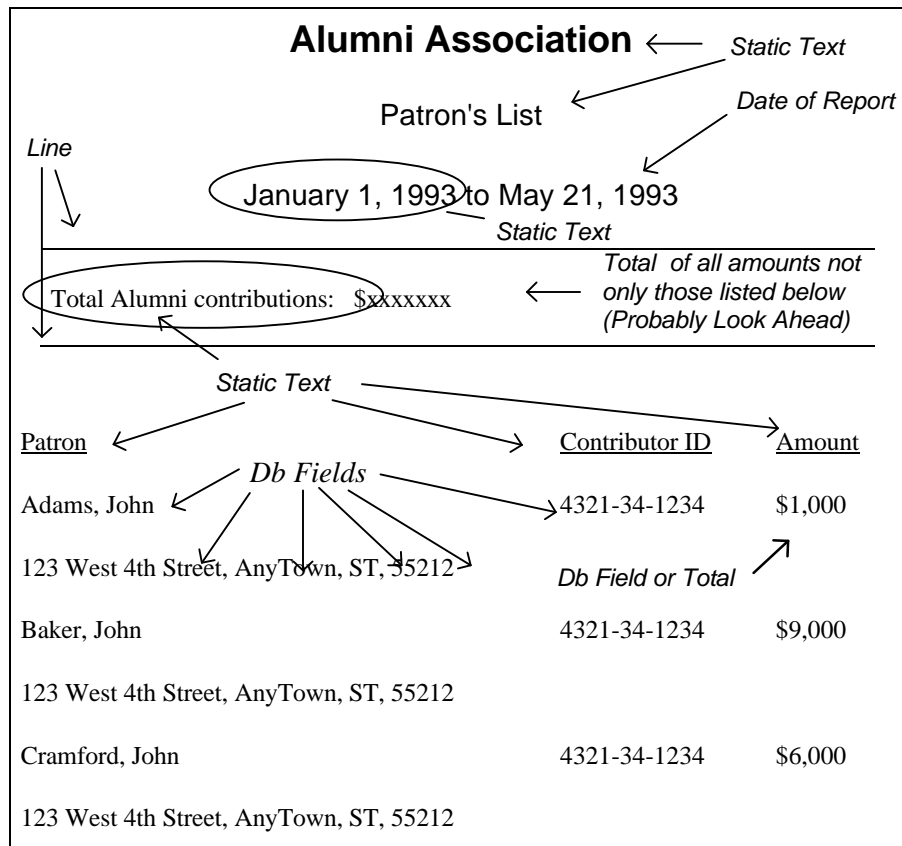 Alumni Association
Static Text
Patron's List
Date of Report
Line
January 1, 1993 to May 21, 1993
Static Text
Total of all amounts not
only those listed below
(Probably Look Ahead)
Total Alumni contributions: $xxxxxxx
Static Text
Patron Contributor ID Amount
Db Fields
Adams, John 4321-34-1234 $1,000
123 West 4th Street, AnyTown, ST, 55212
Db Field or Total
Baker, John 4321-34-1234 $9,000
123 West 4th Street, AnyTown, ST, 55212
Cramford, John 4321-34-1234 $6,000
123 West 4th Street, AnyTown, ST, 55212